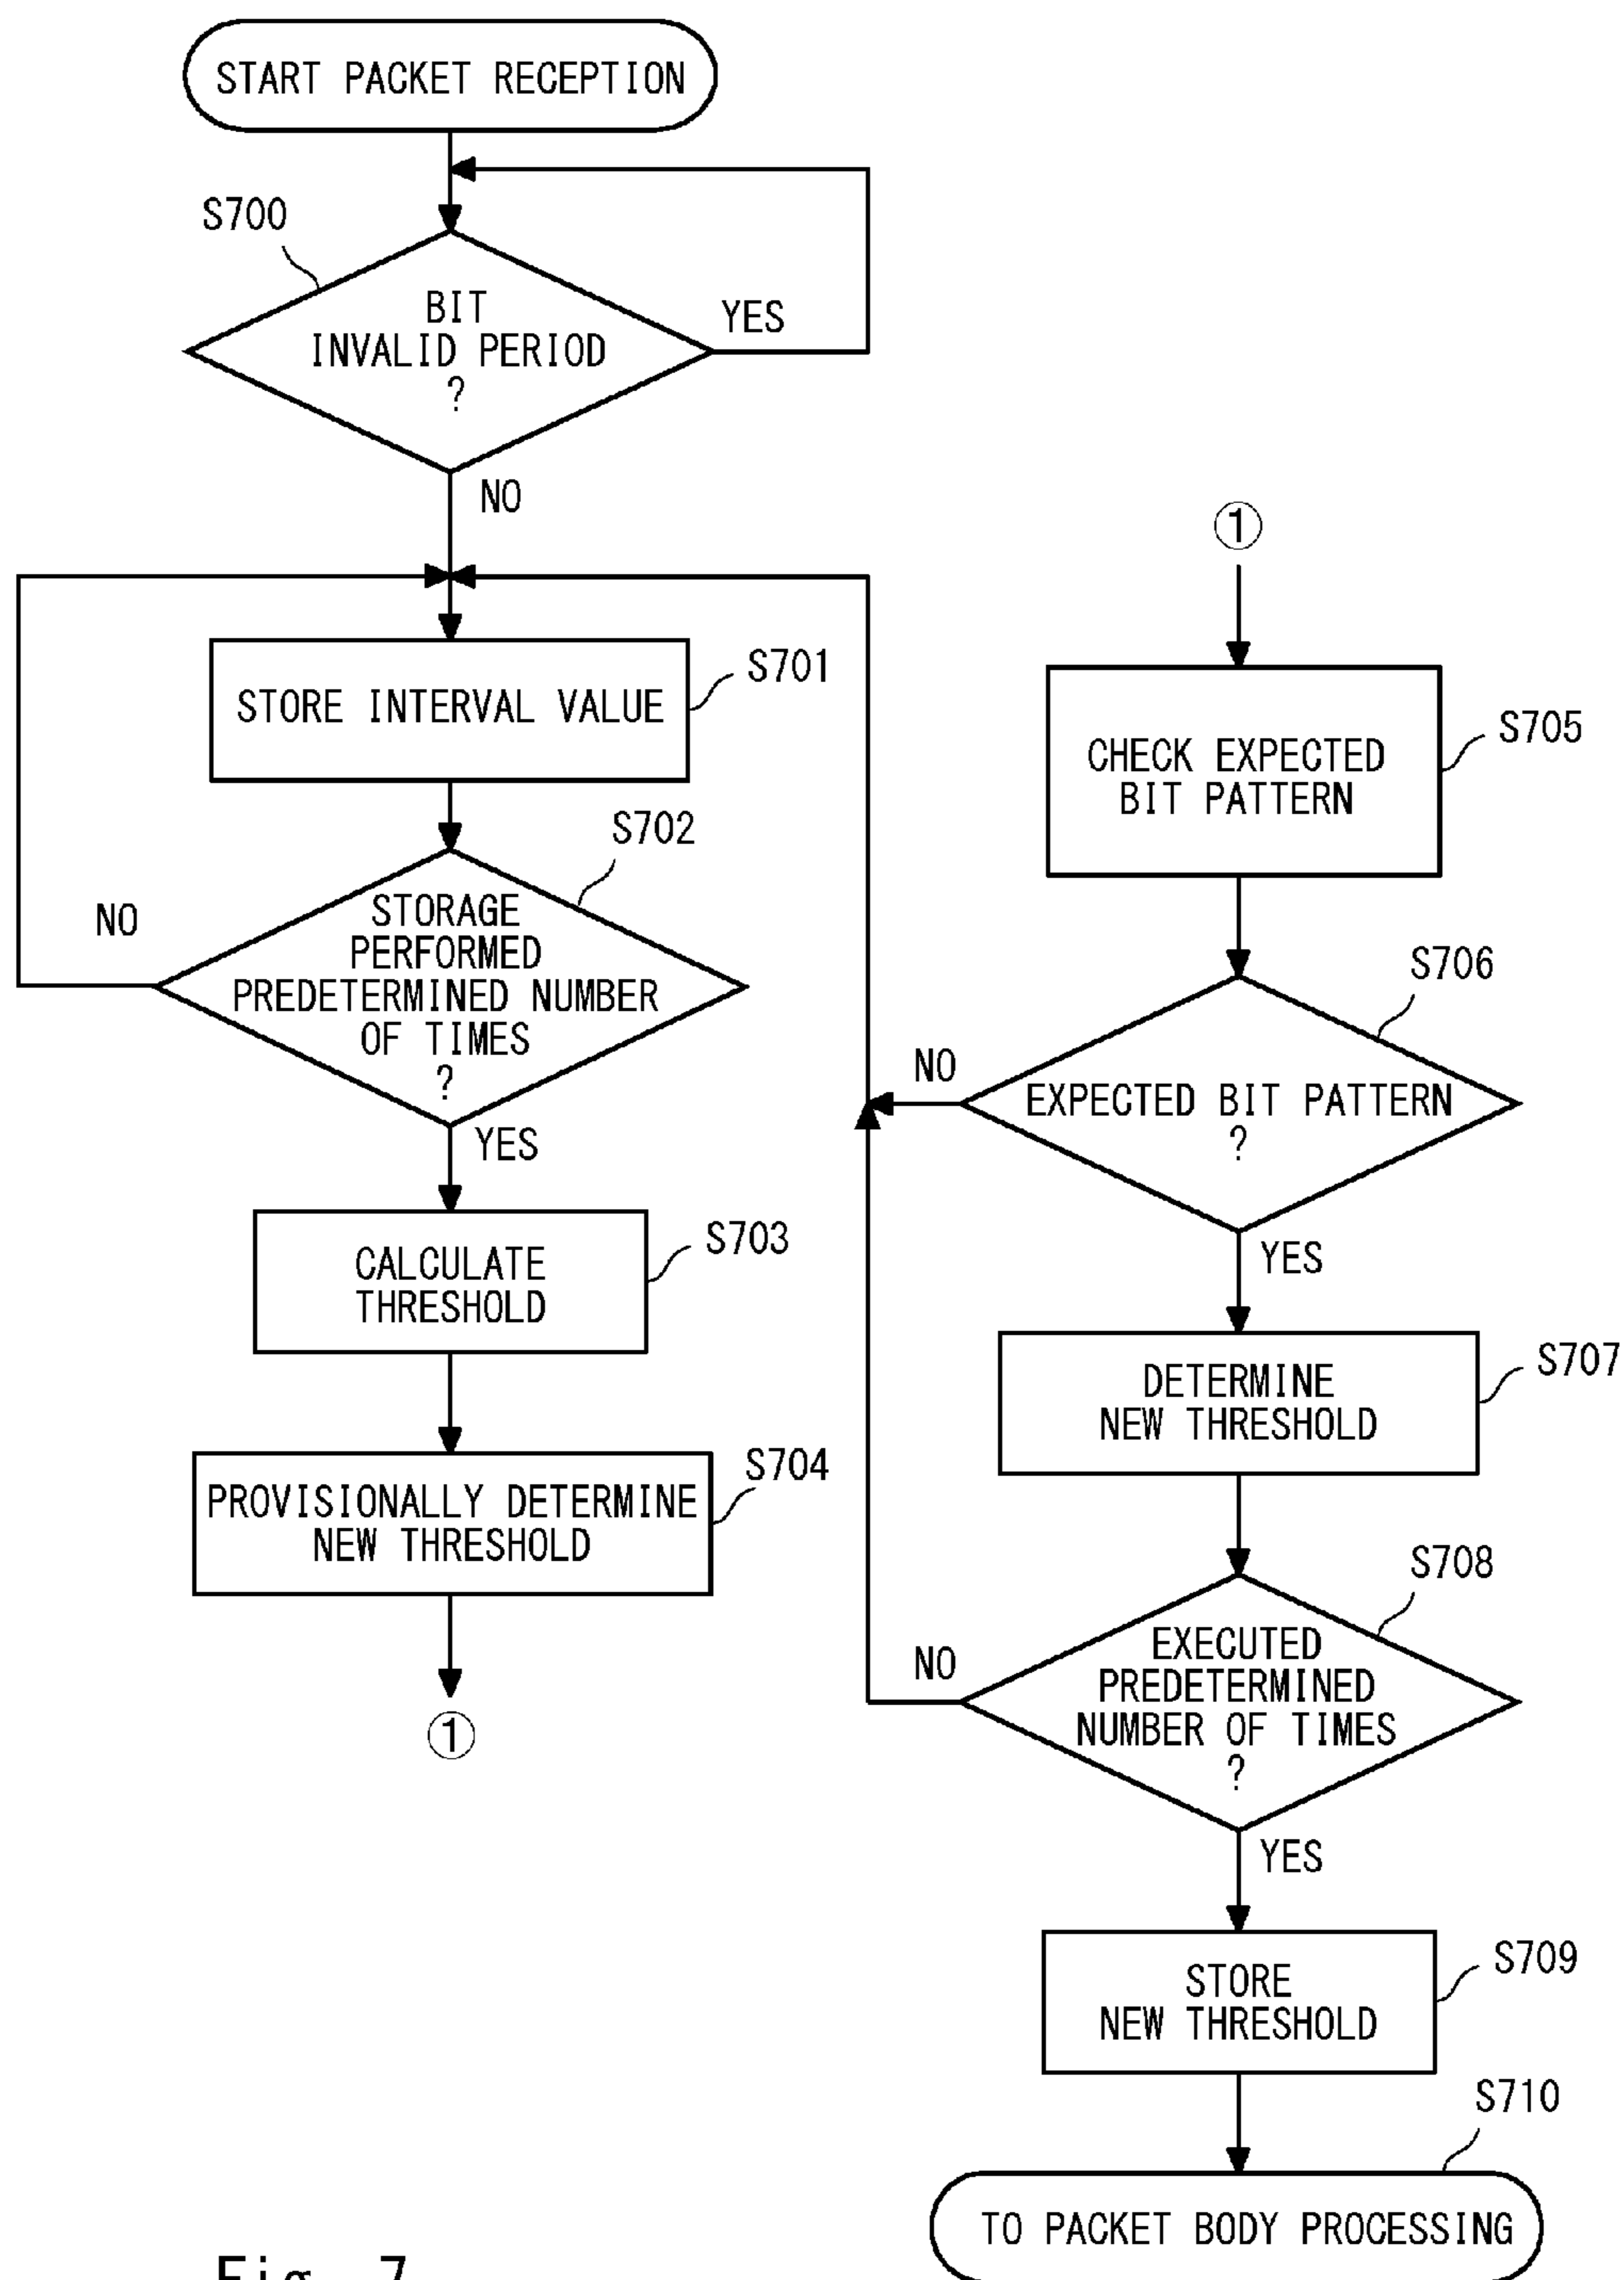 START PACKET RECEPTION
S700
BIT
INVALID PERIOD
?
YES
NO
S701
STORE INTERVAL VALUE
S702
STORAGE
PERFORMED
PREDETERMINED NUMBER
OF TIMES
?
NO
YES
S703
CALCULATE
THRESHOLD
S704
PROVISIONALLY DETERMINE
NEW THRESHOLD
①
①
S705
CHECK EXPECTED
BIT PATTERN
S706
NO
EXPECTED BIT PATTERN
?
YES
S707
DETERMINE
NEW THRESHOLD
S708
NO
EXECUTED
PREDETERMINED
NUMBER OF TIMES
?
YES
S709
STORE
NEW THRESHOLD
S710
TO PACKET BODY PROCESSING
Fig. 7